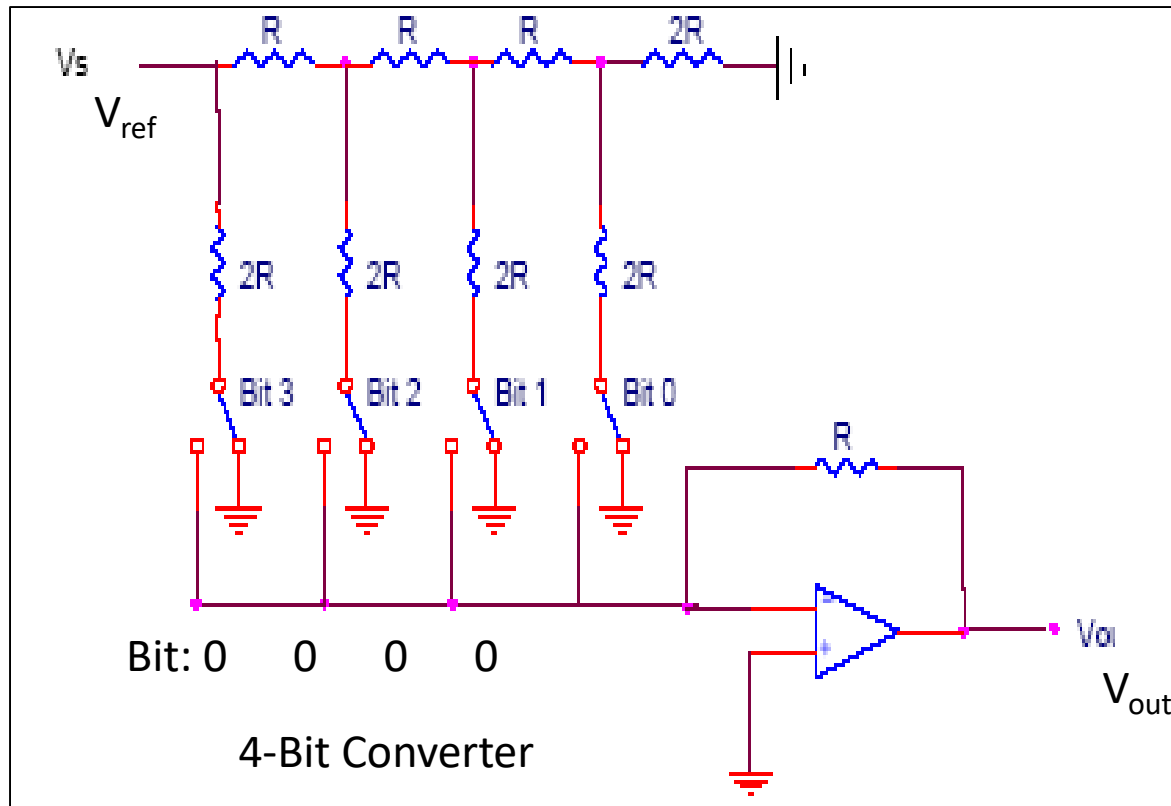 R R R 2R
Vs
Vref
2R 2R 2R 2R
Bit 3 Bit 2 Bit 1 Bit 0
R
- +
Bit: 0 0 0 0
Vout
4-Bit Converter